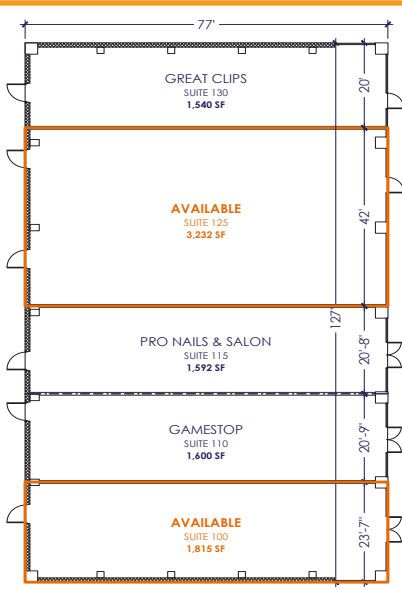 77'
GREAT CLIPS
SUITE 130
1,540 SF
20'
AVAILABLE
SUITE 125
3,232 SF
42'
127'
PRO NAILS & SALON
SUITE 115
1,592 SF
20'-8"
GAMESTOP
SUITE 110
1,600 SF
20'-9"
AVAILABLE
SUITE 100
1,815 SF
23'-7"